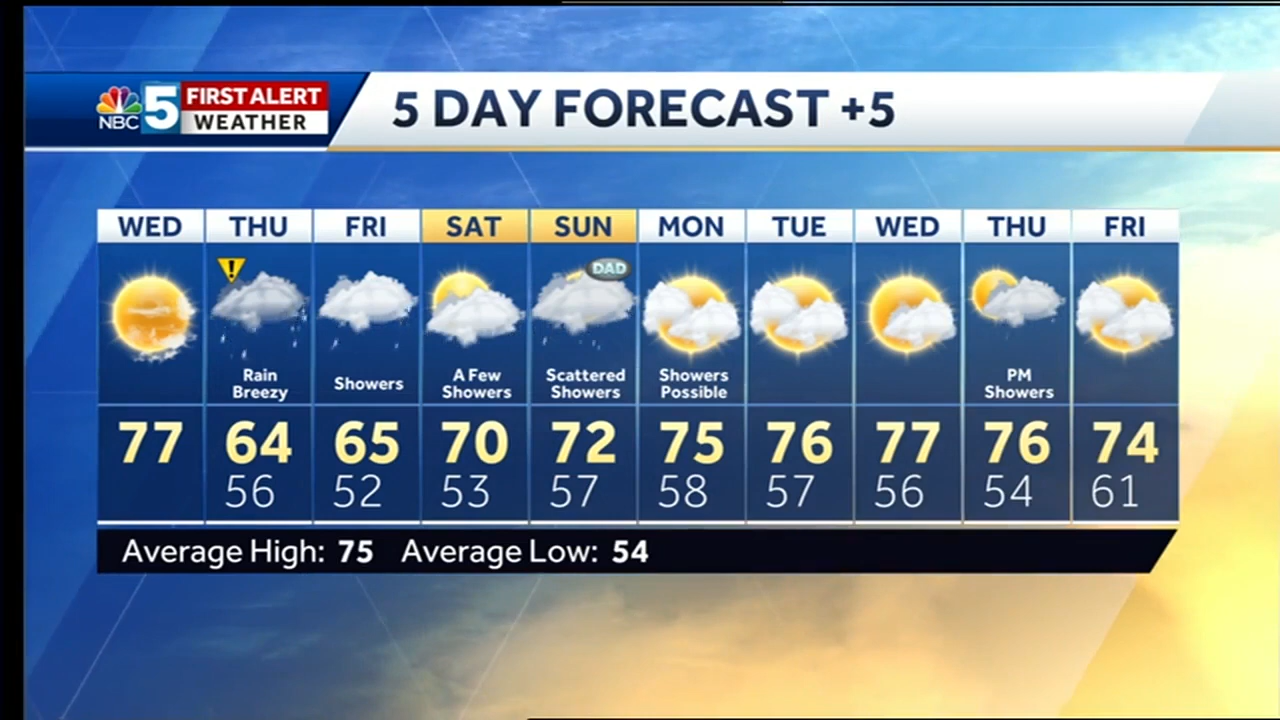 NBC 5 FIRST ALERT
WEATHER
5 DAY FORECAST +5
WED THU FRI SAT SUN MON TUE WED THU FRI
! DAD
Rain Showers A Few Scattered Showers PM
Breezy Showers Showers Possible Showers
77 64 65 70 72 75 76 77 76 74
56 52 53 57 58 57 56 54 61
Average High: 75 Average Low: 54